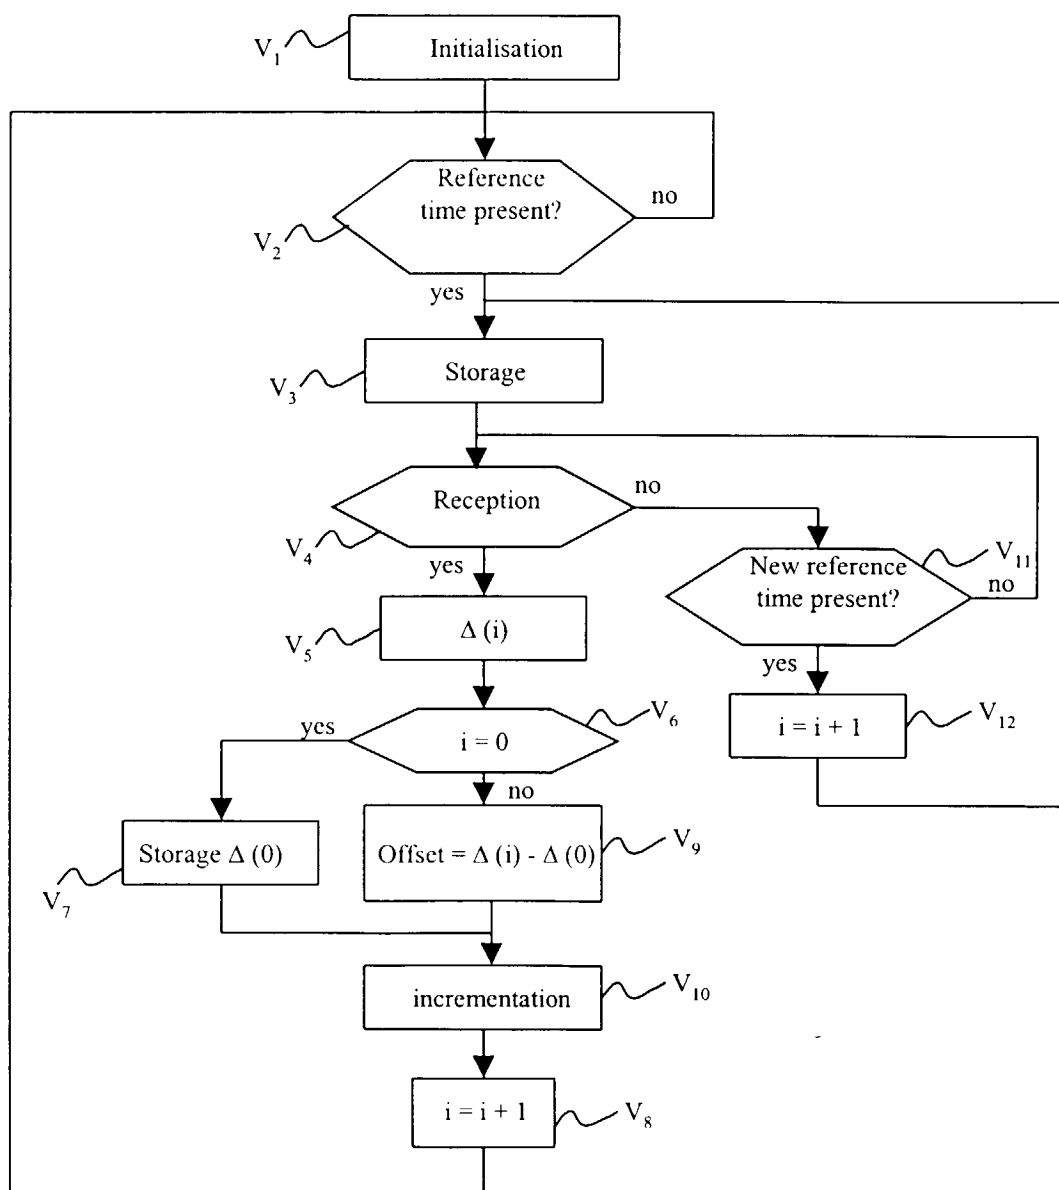 V₁
Initialisation
Reference
time present?
no
V₂
yes
Storage
V₃
Reception
no
V₄
yes
New reference
time present?
V₁₁
no
Δ (i)
V₅
yes
i = i + 1
V₁₂
yes
i = 0
V₆
no
Storage Δ (0)
V₇
Offset = Δ (i) - Δ (0)
V₉
incrementation
V₁₀
i = i + 1
V₈